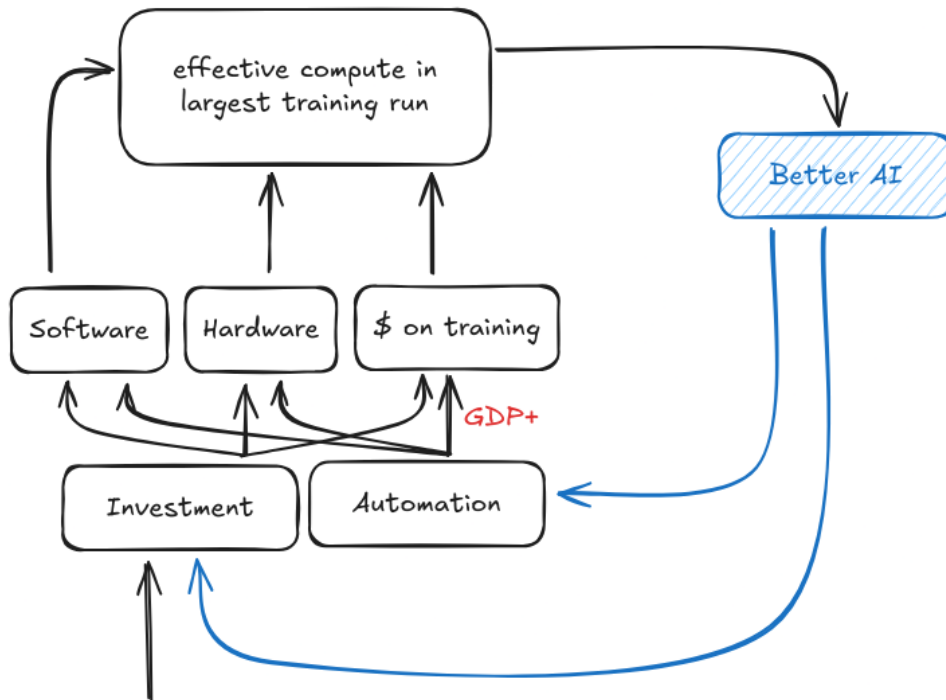 effective compute in
largest training run
Better AI
Software
Hardware
$ on training
GDP+
Investment
Automation